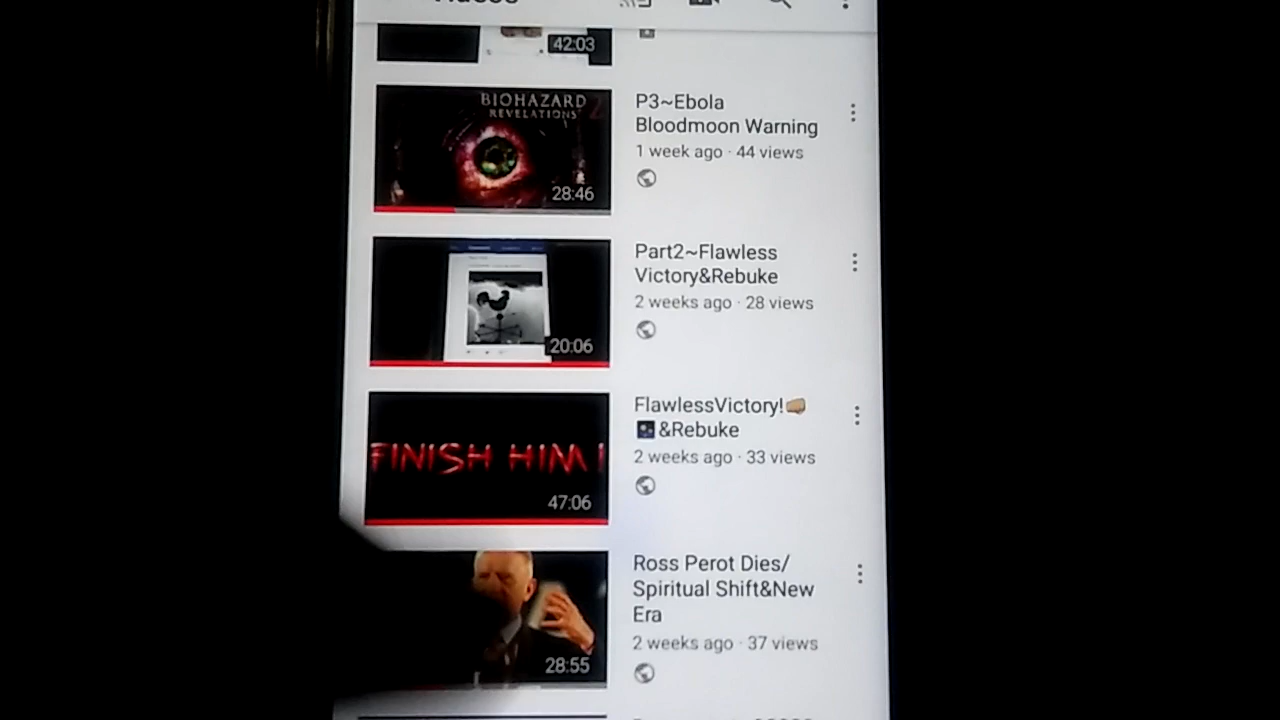 42:03
BIOHAZARD
REVELATIONS 2
28:46
P3~Ebola
Bloodmoon Warning
1 week ago · 44 views
20:06
Part2~Flawless
Victory&Rebuke
2 weeks ago · 28 views
FINISH HIM!
47:06
FlawlessVictory!🤛
🌌&Rebuke
2 weeks ago · 33 views
28:55
Ross Perot Dies/
Spiritual Shift&New
Era
2 weeks ago · 37 views